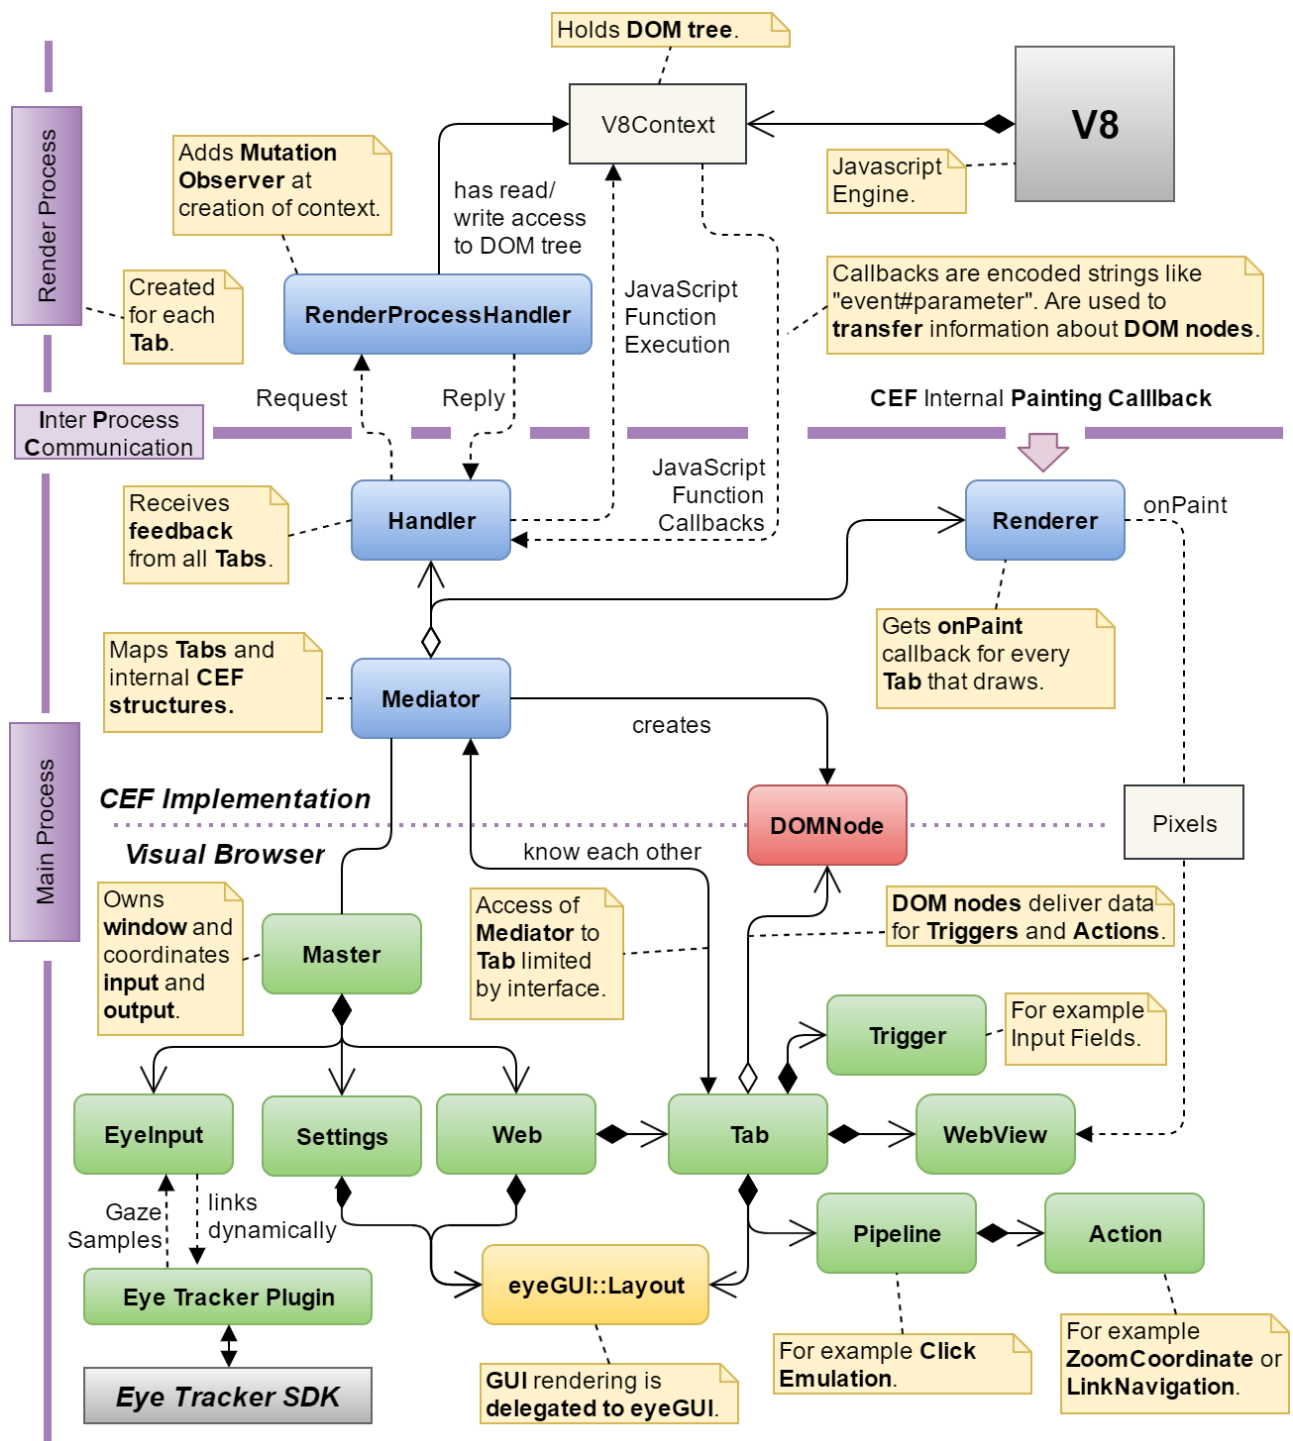 Holds DOM tree.
V8Context
V8
Javascript
Engine.
Render Process
Adds Mutation
Observer at
creation of context.
has read/
write access
to DOM tree
Created
for each
Tab.
RenderProcessHandler
JavaScript
Function
Execution
Callbacks are encoded strings like
"event#parameter". Are used to
transfer information about DOM nodes.
Request
Reply
CEF Internal Painting Calllback
Inter Process
Communication
JavaScript
Function
Callbacks
Receives
feedback
from all Tabs.
Handler
Renderer
onPaint
Gets onPaint
callback for every
Tab that draws.
Maps Tabs and
internal CEF
structures.
Mediator
creates
Main Process
CEF Implementation
DOMNode
Pixels
Visual Browser
know each other
Owns
window and
coordinates
input and
output.
Master
Access of
Mediator to
Tab limited
by interface.
DOM nodes deliver data
for Triggers and Actions.
Trigger
For example
Input Fields.
EyeInput
Settings
Web
Tab
WebView
Gaze
Samples
links
dynamically
Pipeline
Action
Eye Tracker Plugin
eyeGUI::Layout
Eye Tracker SDK
GUI rendering is
delegated to eyeGUI.
For example Click
Emulation.
For example
ZoomCoordinate or
LinkNavigation.